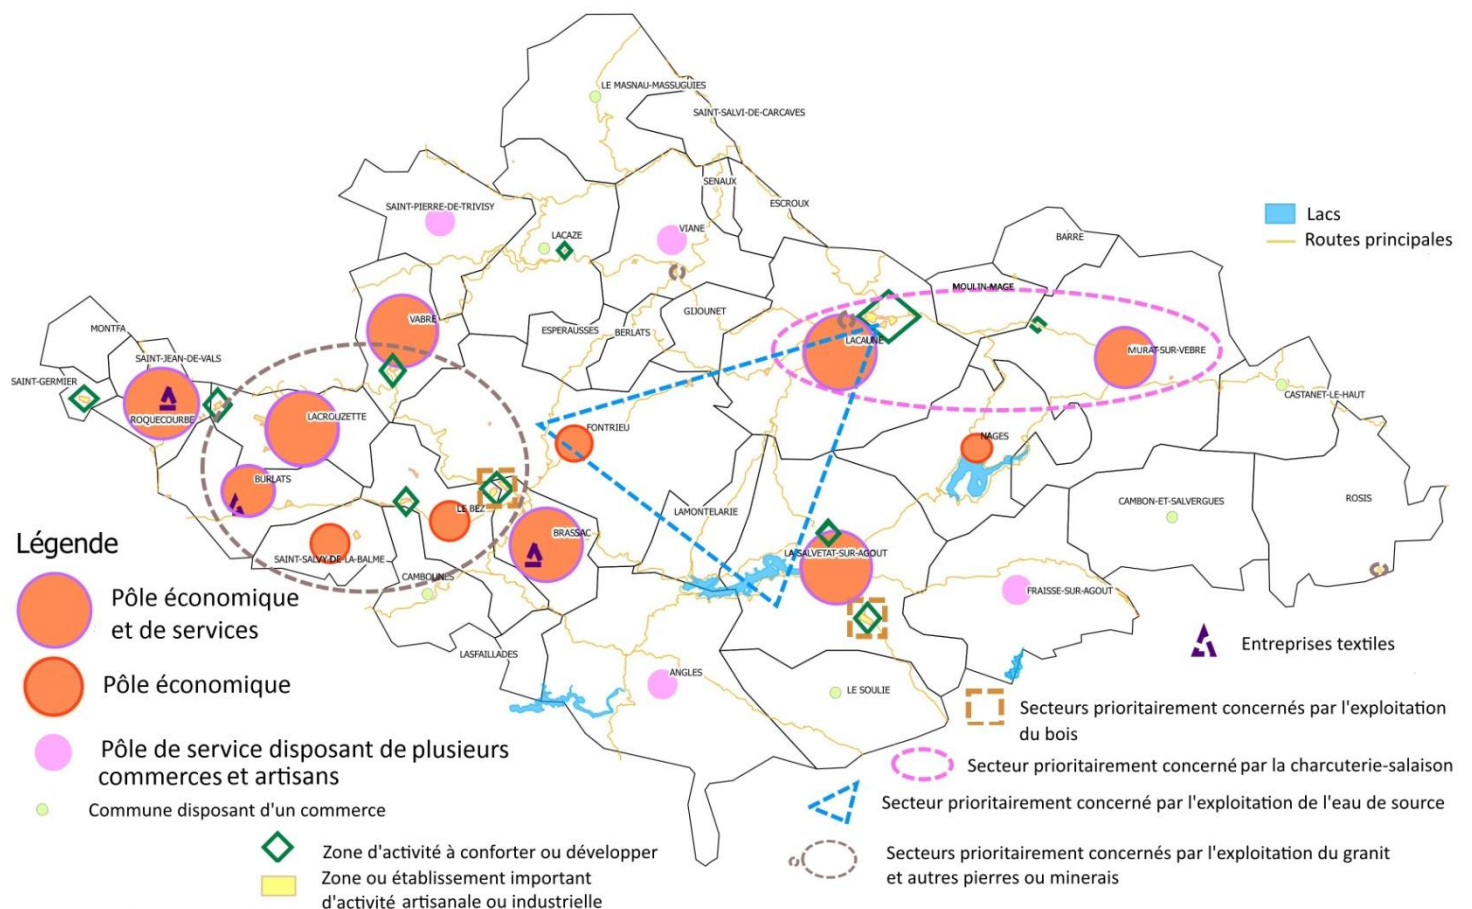 LE MASNAU-MASSUGUIES
SAINT-SALVI-DE-CARCAVES
SENAUX
ESCROUX
SAINT-PIERRE-DE-TRIVISY
LACAZE
VIANE
BARRE
Lacs
Routes principales
MOULIN-MAGE
MONTFA
VABRE
ESPERAUSSES
BERLATS
GIJOUNET
LACAUNE
MURAT-SUR-VEBRE
SAINT-JEAN-DE-VALS
SAINT-GERMIER
ROQUECOURBE
LACROUZETTE
FONTRIEU
NAGES
CASTANET-LE-HAUT
BURLATS
LE BEZ
LAMONTELARIE
CAMBON-ET-SALVERGUES
ROSIS
BRASSAC
LA SALVETAT-SUR-AGOUT
SAINT-SALVY-DE-LA-BALME
CAMBOUNES
FRAISSE-SUR-AGOUT
LASFAILLADES
ANGLES
LE SOULIE
Légende
Pôle économique
et de services
Pôle économique
Pôle de service disposant de plusieurs
commerces et artisans
Commune disposant d'un commerce
Zone d'activité à conforter ou développer
Zone ou établissement important
d'activité artisanale ou industrielle
Entreprises textiles
Secteurs prioritairement concernés par l'exploitation
du bois
Secteur prioritairement concerné par la charcuterie-salaison
Secteur prioritairement concerné par l'exploitation de l'eau de source
Secteurs prioritairement concernés par l'exploitation du granit
et autres pierres ou minerais